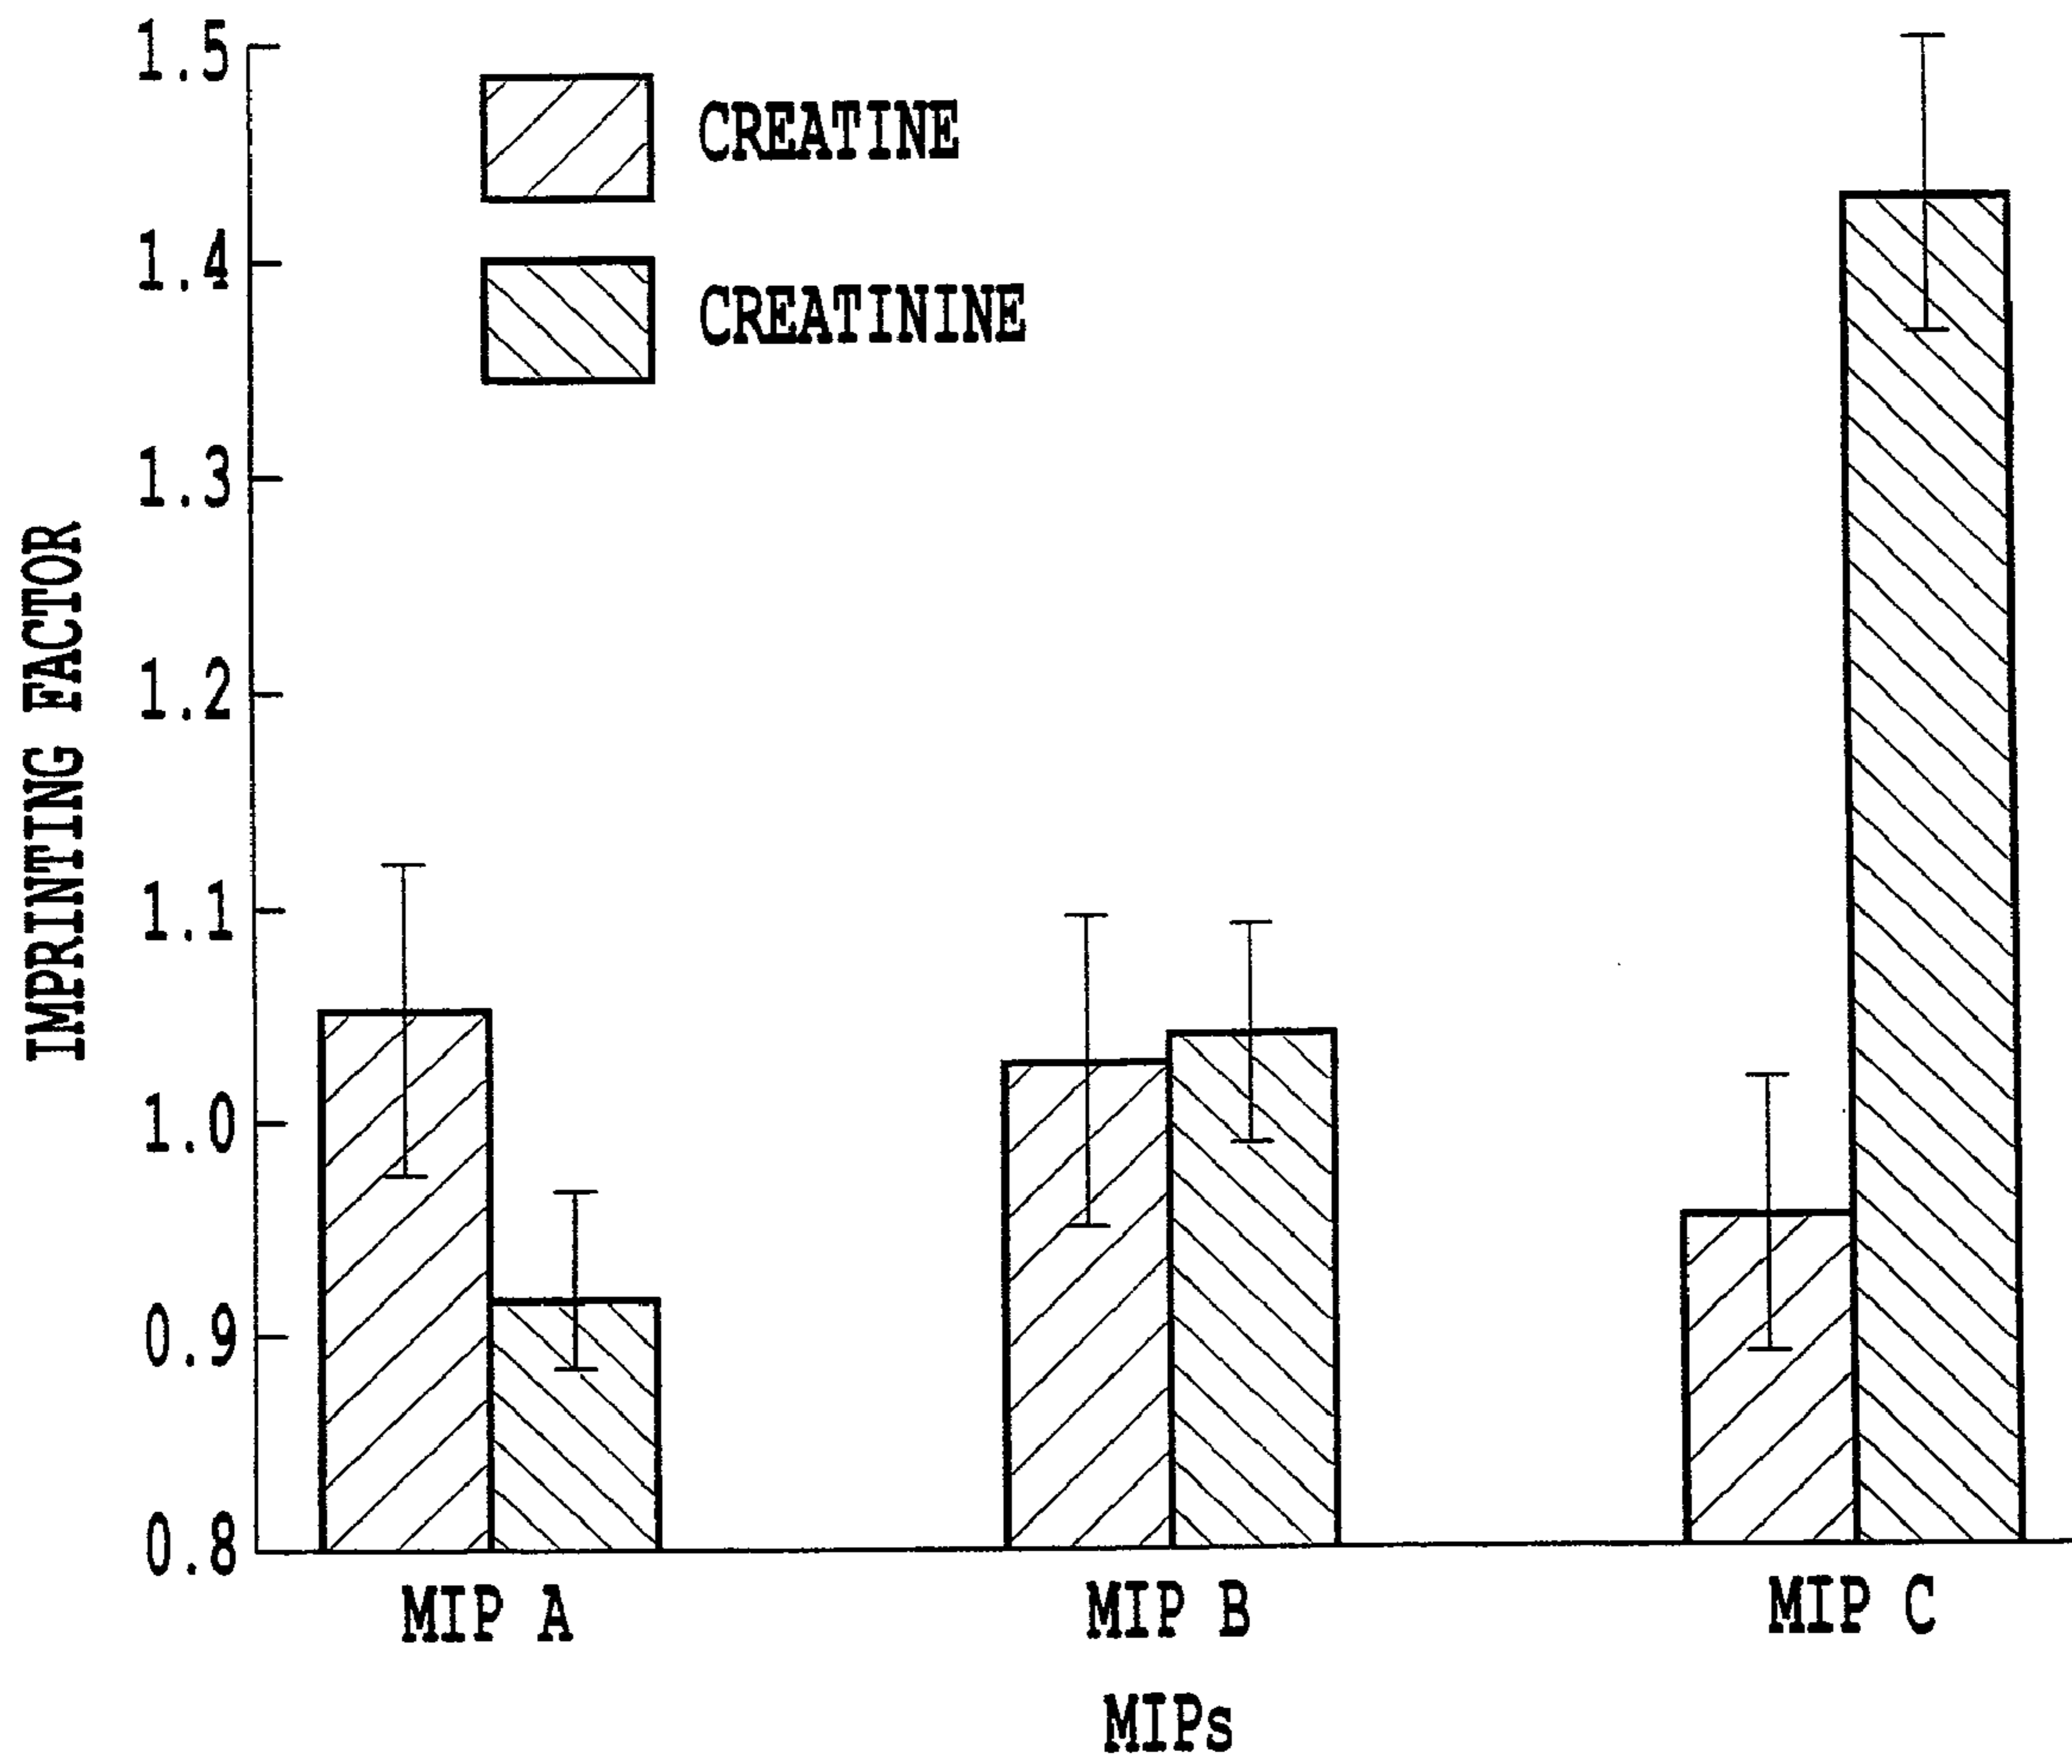 1.5
1.4
1.3
1.2
1.1
1.0
0.9
0.8
IMPRINTING FACTOR
CREATINE
CREATININE
MIP A
MIP B
MIP C
MIPs